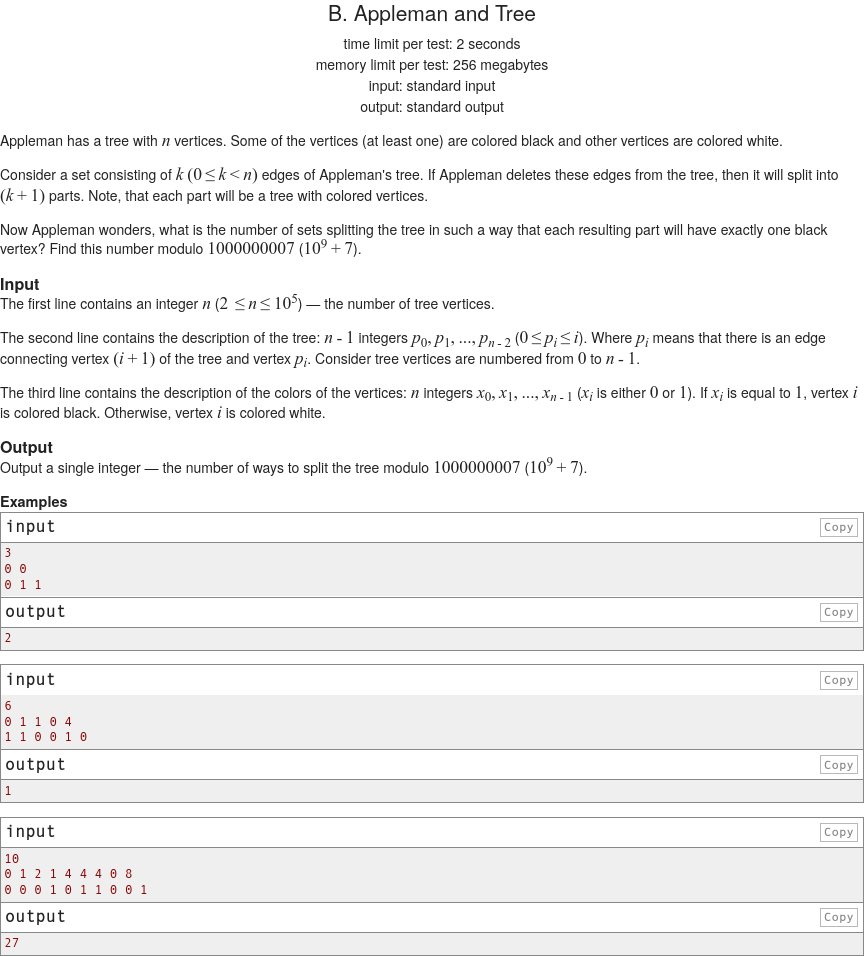 B. Appleman and Tree
time limit per test: 2 seconds
memory limit per test: 256 megabytes
input: standard input
output: standard output
Appleman has a tree with n vertices. Some of the vertices (at least one) are colored black and other vertices are colored white.
Consider a set consisting of k (0 ≤ k < n) edges of Appleman's tree. If Appleman deletes these edges from the tree, then it will split into
(k + 1) parts. Note, that each part will be a tree with colored vertices.
Now Appleman wonders, what is the number of sets splitting the tree in such a way that each resulting part will have exactly one black
vertex? Find this number modulo 1000000007 (10^9 + 7).
Input
The first line contains an integer n (2 ≤ n ≤ 10^5) — the number of tree vertices.
The second line contains the description of the tree: n - 1 integers p_0, p_1, ..., p_{n - 2} (0 ≤ p_i ≤ i). Where p_i means that there is an edge
connecting vertex (i + 1) of the tree and vertex p_i. Consider tree vertices are numbered from 0 to n - 1.
The third line contains the description of the colors of the vertices: n integers x_0, x_1, ..., x_{n - 1} (x_i is either 0 or 1). If x_i is equal to 1, vertex i
is colored black. Otherwise, vertex i is colored white.
Output
Output a single integer — the number of ways to split the tree modulo 1000000007 (10^9 + 7).
Examples
input Copy
3
0 0
0 1 1
output Copy
2
input Copy
6
0 1 1 0 4
1 1 0 0 1 0
output Copy
1
input Copy
10
0 1 2 1 4 4 4 0 8
0 0 0 1 0 1 1 0 0 1
output Copy
27